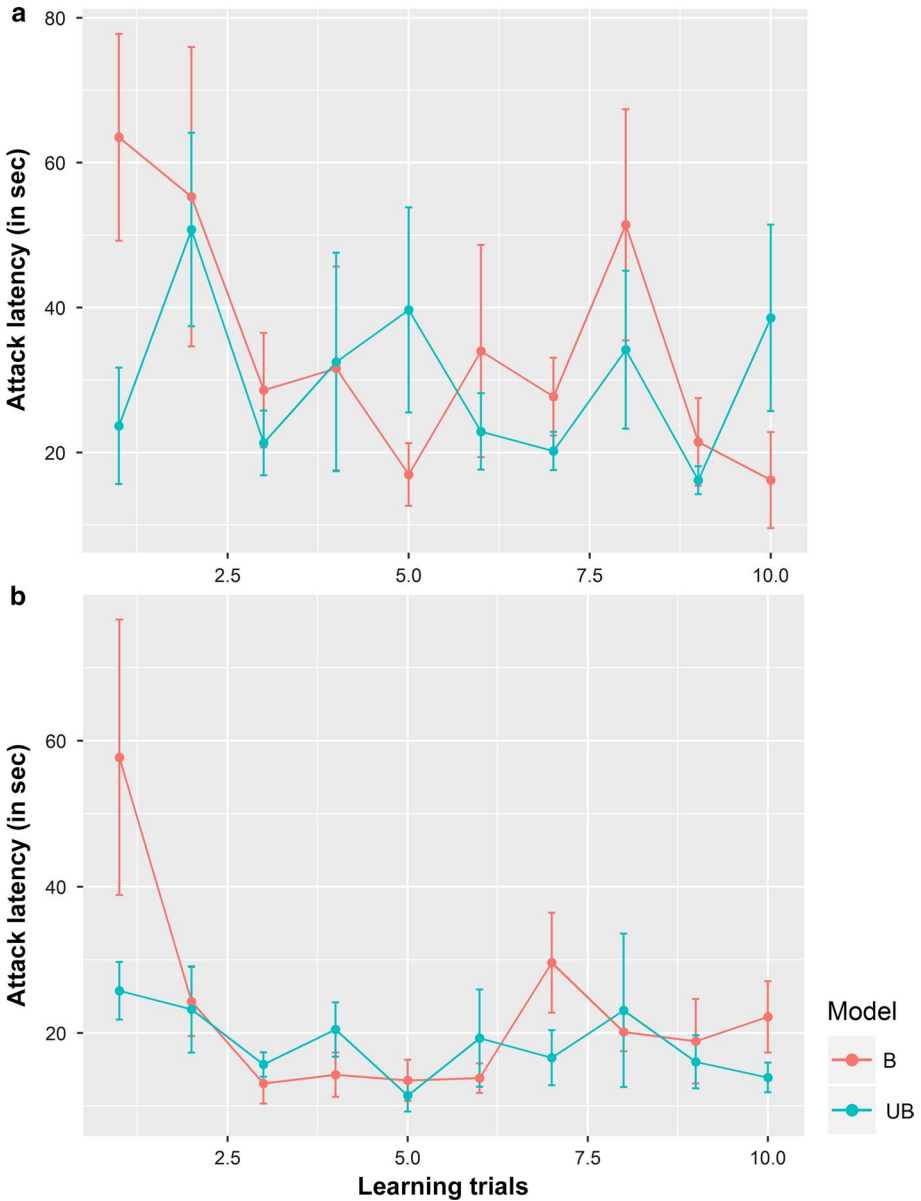 a
Attack latency (in sec)
80
60
40
20
2.5 5.0 7.5 10.0
b
Attack latency (in sec)
60
40
20
2.5 5.0 7.5 10.0
Learning trials
Model
B
UB